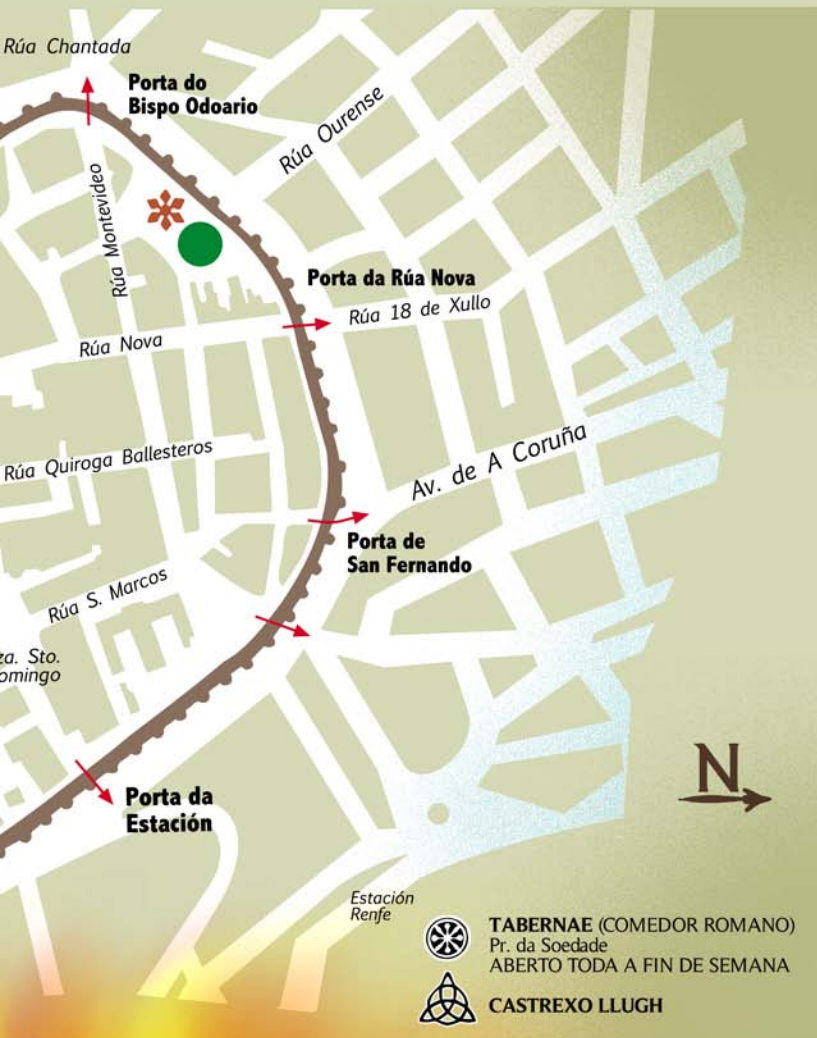 Rúa Chantada
Porta do
Bispo Odoario
Rúa Ourense
Rúa Montevideo
Porta da Rúa Nova
Rúa 18 de Xullo
Rúa Nova
Rúa Quiroga Ballesteros
Av. de A Coruña
Porta de
San Fernando
Rúa S. Marcos
za. Sto.
omingo
N
Porta da
Estación
Estación
Renfe
TABERNAE (COMEDOR ROMANO)
Pr. da Soedade
ABERTO TODA A FIN DE SEMANA
CASTREXO LLUGH